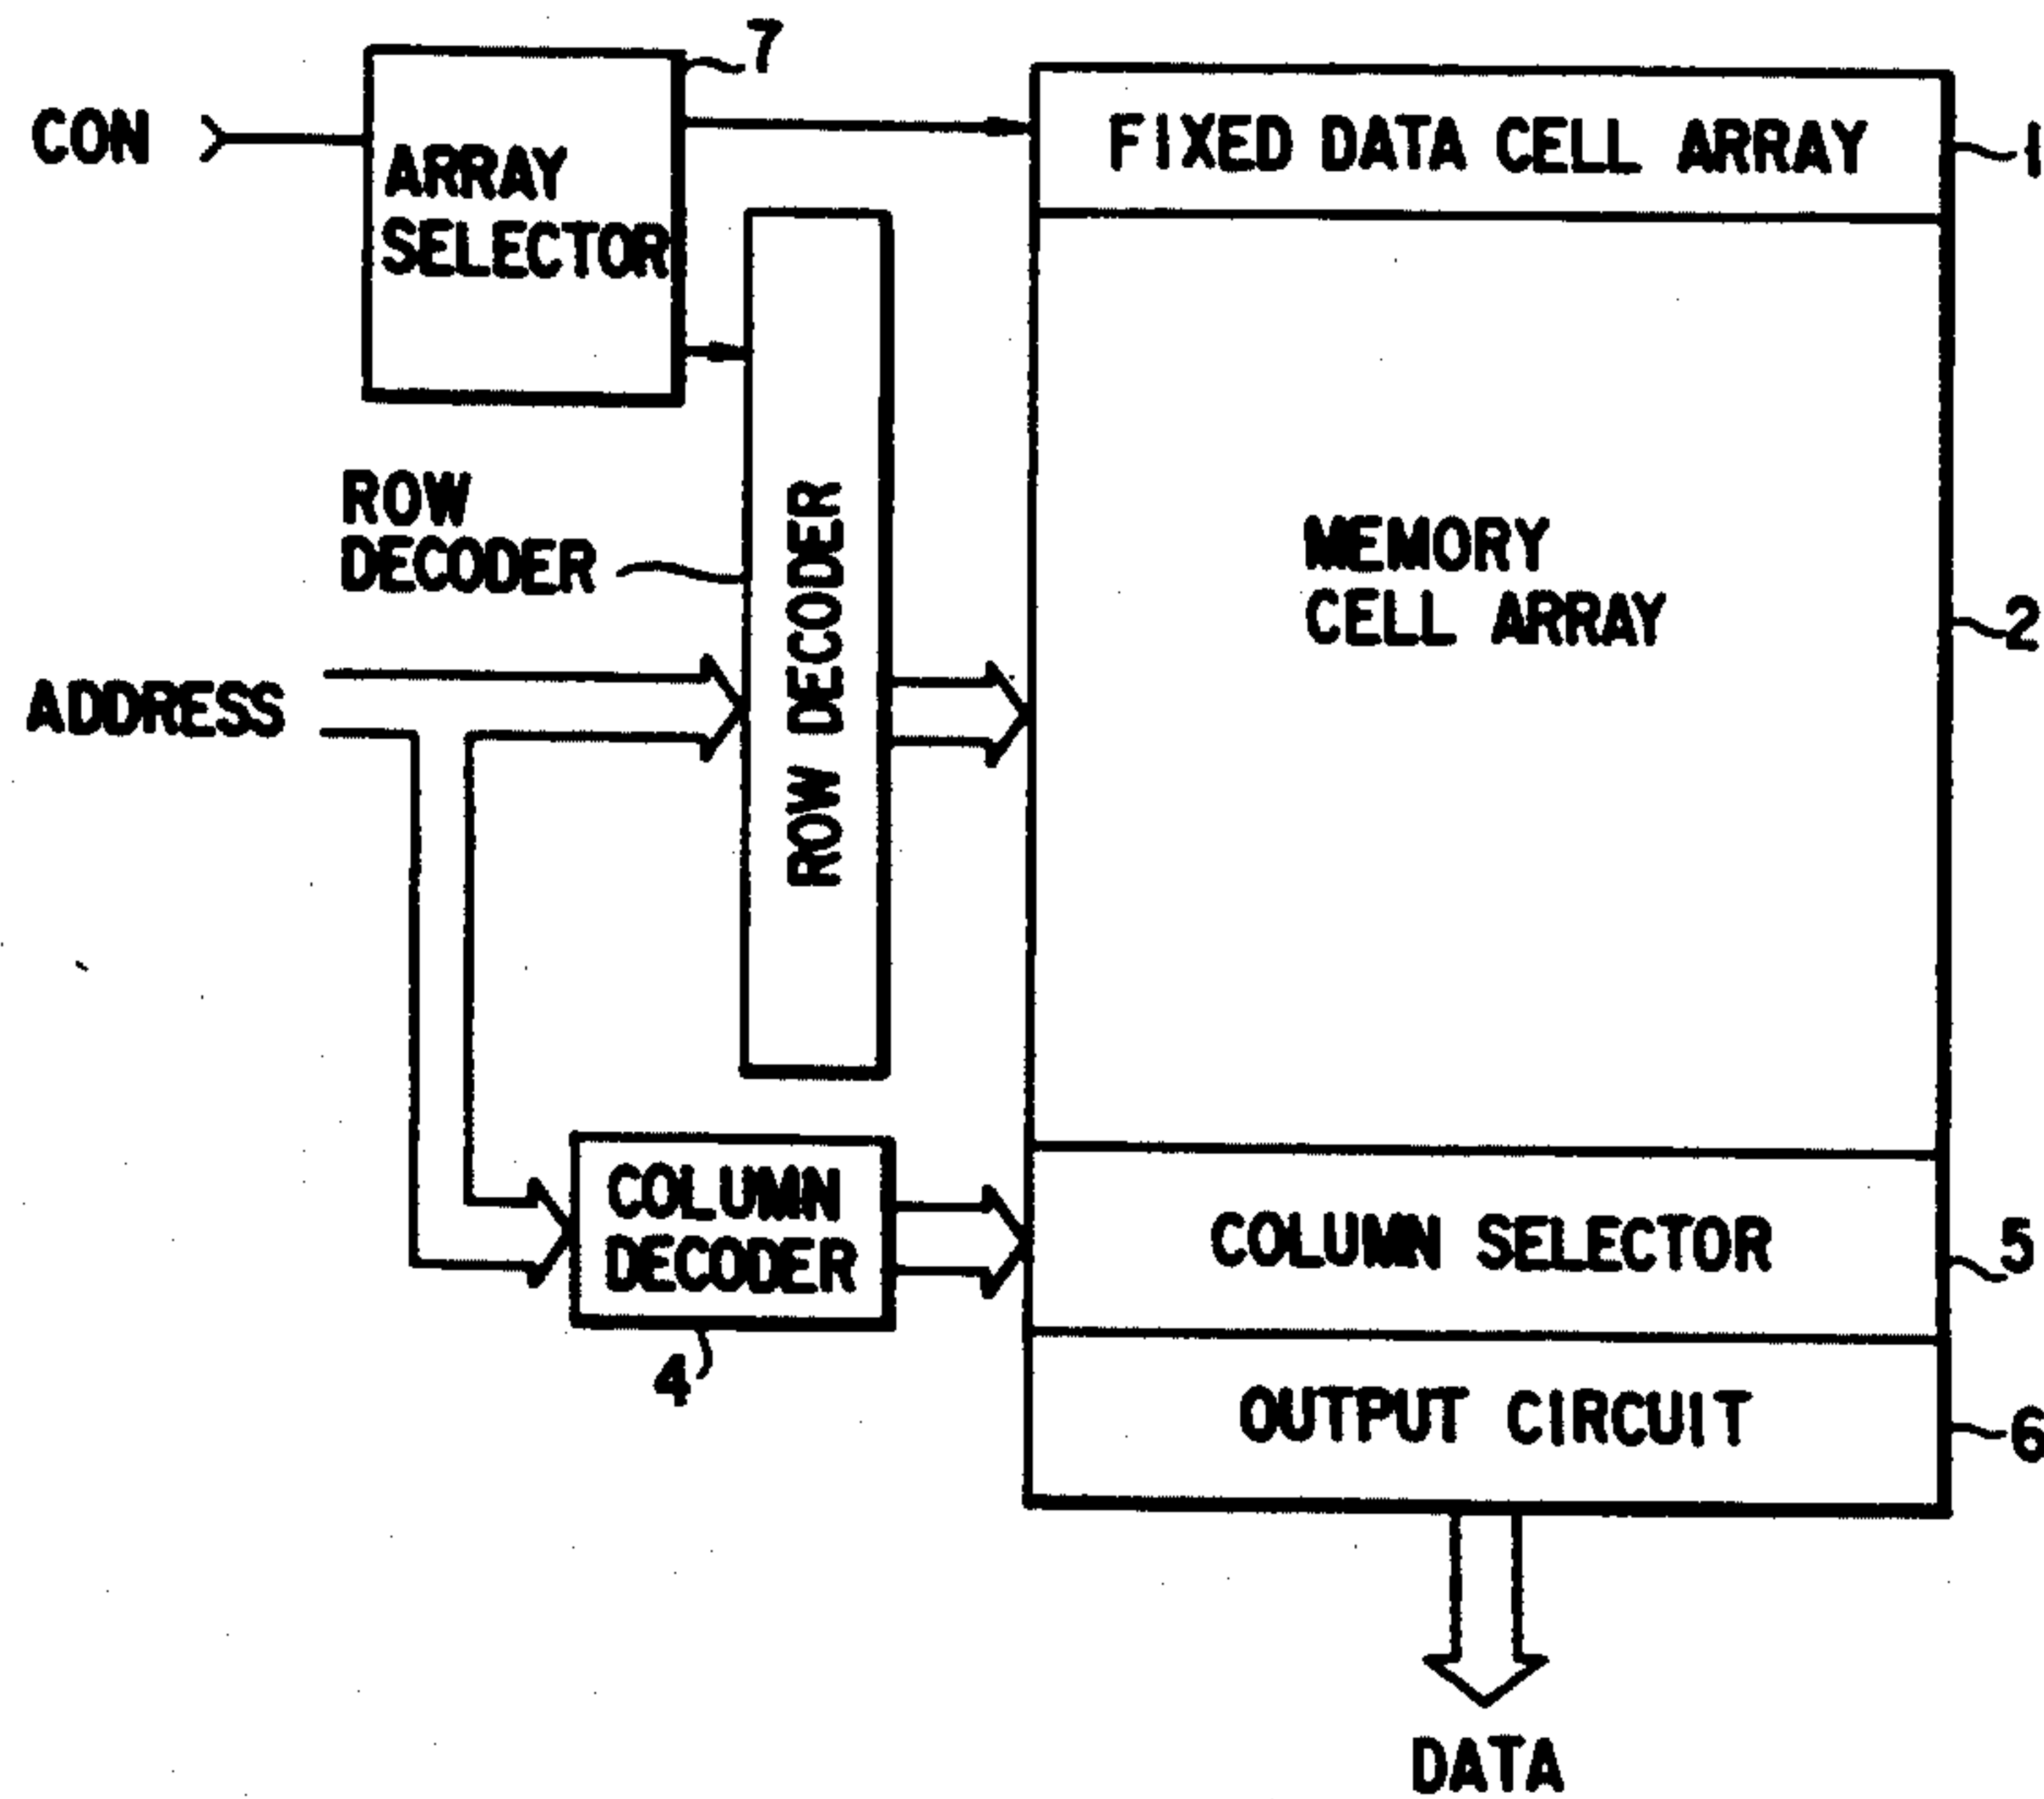 7
CON
ARRAY
SELECTOR
FIXED DATA CELL ARRAY
1
ROW
DECODER
ROW DECODER
MEMORY
CELL ARRAY
2
ADDRESS
COLUMN
DECODER
4
COLUMN SELECTOR
5
OUTPUT CIRCUIT
6
DATA